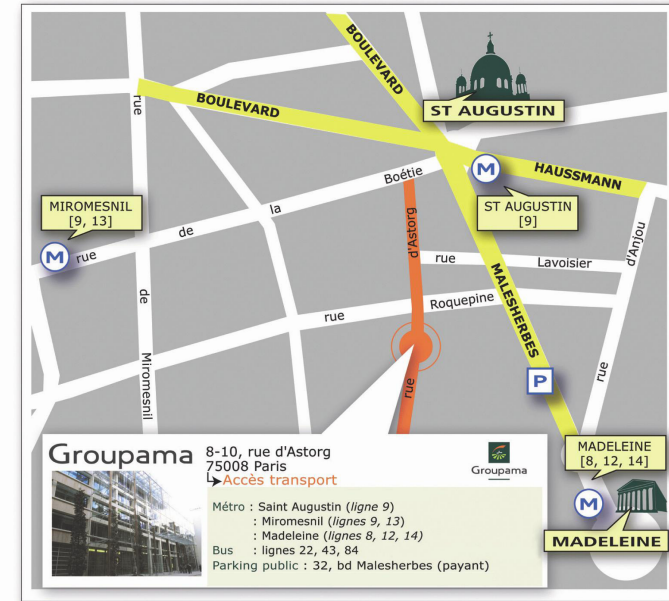 BOULEVARD
ST AUGUSTIN
BOULEVARD
HAUSSMANN
rue
Boétie
M
MIROMESNIL
[9, 13]
ST AUGUSTIN
[9]
la
de
rue
M
d'Astorg
d'Anjou
rue Lavoisier
MALESHERBES
de
Roquepine
rue
Miromesnil
rue
rue
P
MADELEINE
[8, 12, 14]
M
MADELEINE
Groupama
8-10, rue d'Astorg
75008 Paris
Accès transport
Groupama
Métro : Saint Augustin (ligne 9)
: Miromesnil (lignes 9, 13)
: Madeleine (lignes 8, 12, 14)
Bus : lignes 22, 43, 84
Parking public : 32, bd Malesherbes (payant)